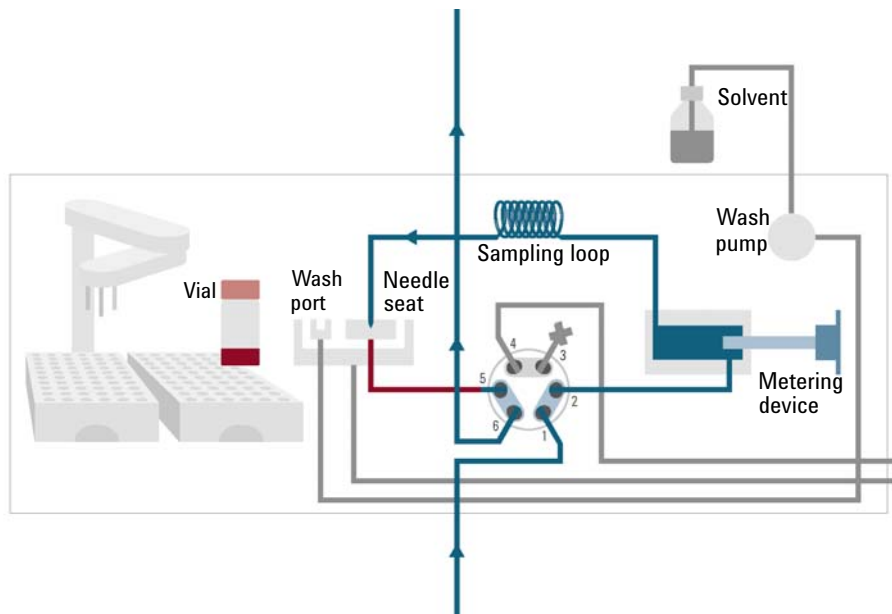 Solvent
Wash
pump
Sampling loop
Vial
Wash
port
Needle
seat
4
3
5
2
6
1
Metering
device